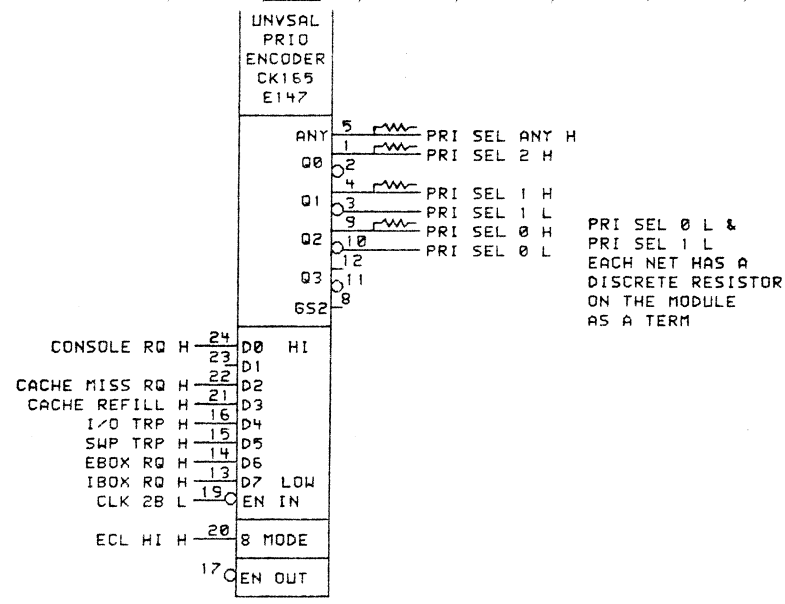 UNVSAL
PRIO
ENCODER
CK165
E147
ANY 5 PRI SEL ANY H
Q0 1 PRI SEL 2 H
2
Q1 4 PRI SEL 1 H
3 PRI SEL 1 L
Q2 9 PRI SEL 0 H
10 PRI SEL 0 L
Q3 12
11
GS2 8
PRI SEL 0 L &
PRI SEL 1 L
EACH NET HAS A
DISCRETE RESISTOR
ON THE MODULE
AS A TERM
CONSOLE RQ H 24 D0 HI
23 D1
CACHE MISS RQ H 22 D2
CACHE REFILL H 21 D3
I/O TRP H 16 D4
SWP TRP H 15 D5
EBOX RQ H 14 D6
IBOX RQ H 13 D7 LOW
CLK 2B L 19 EN IN
ECL HI H 20 8 MODE
17 EN OUT